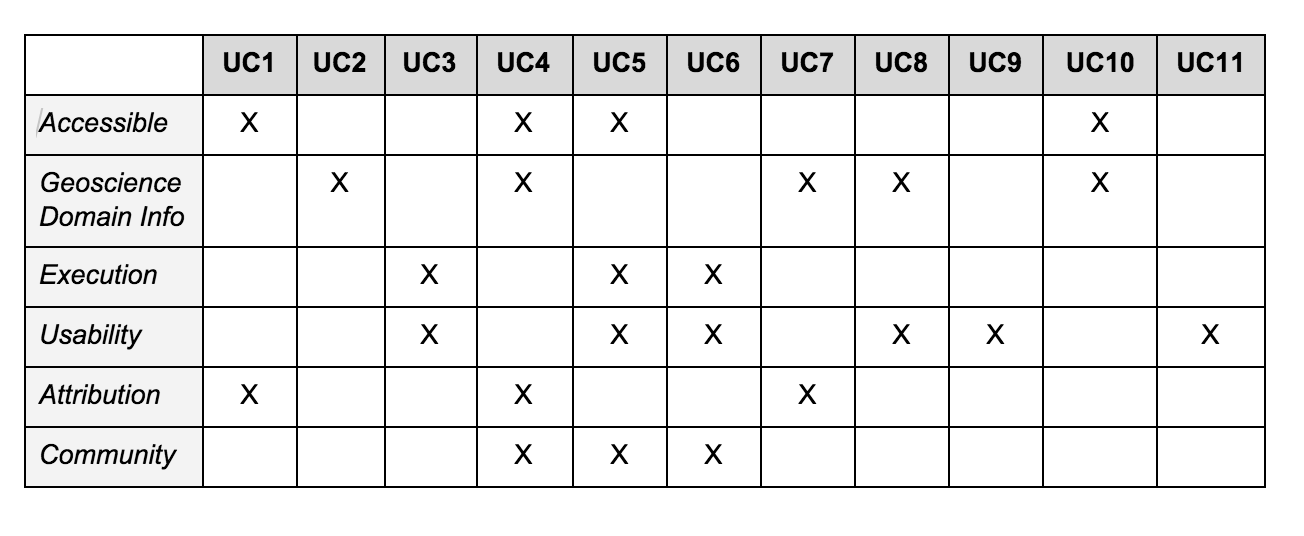 UC1 UC2 UC3 UC4 UC5 UC6 UC7 UC8 UC9 UC10 UC11
Accessible X X X X
Geoscience X X X X X
Domain Info
Execution X X X
Usability X X X X X X
Attribution X X X
Community X X X